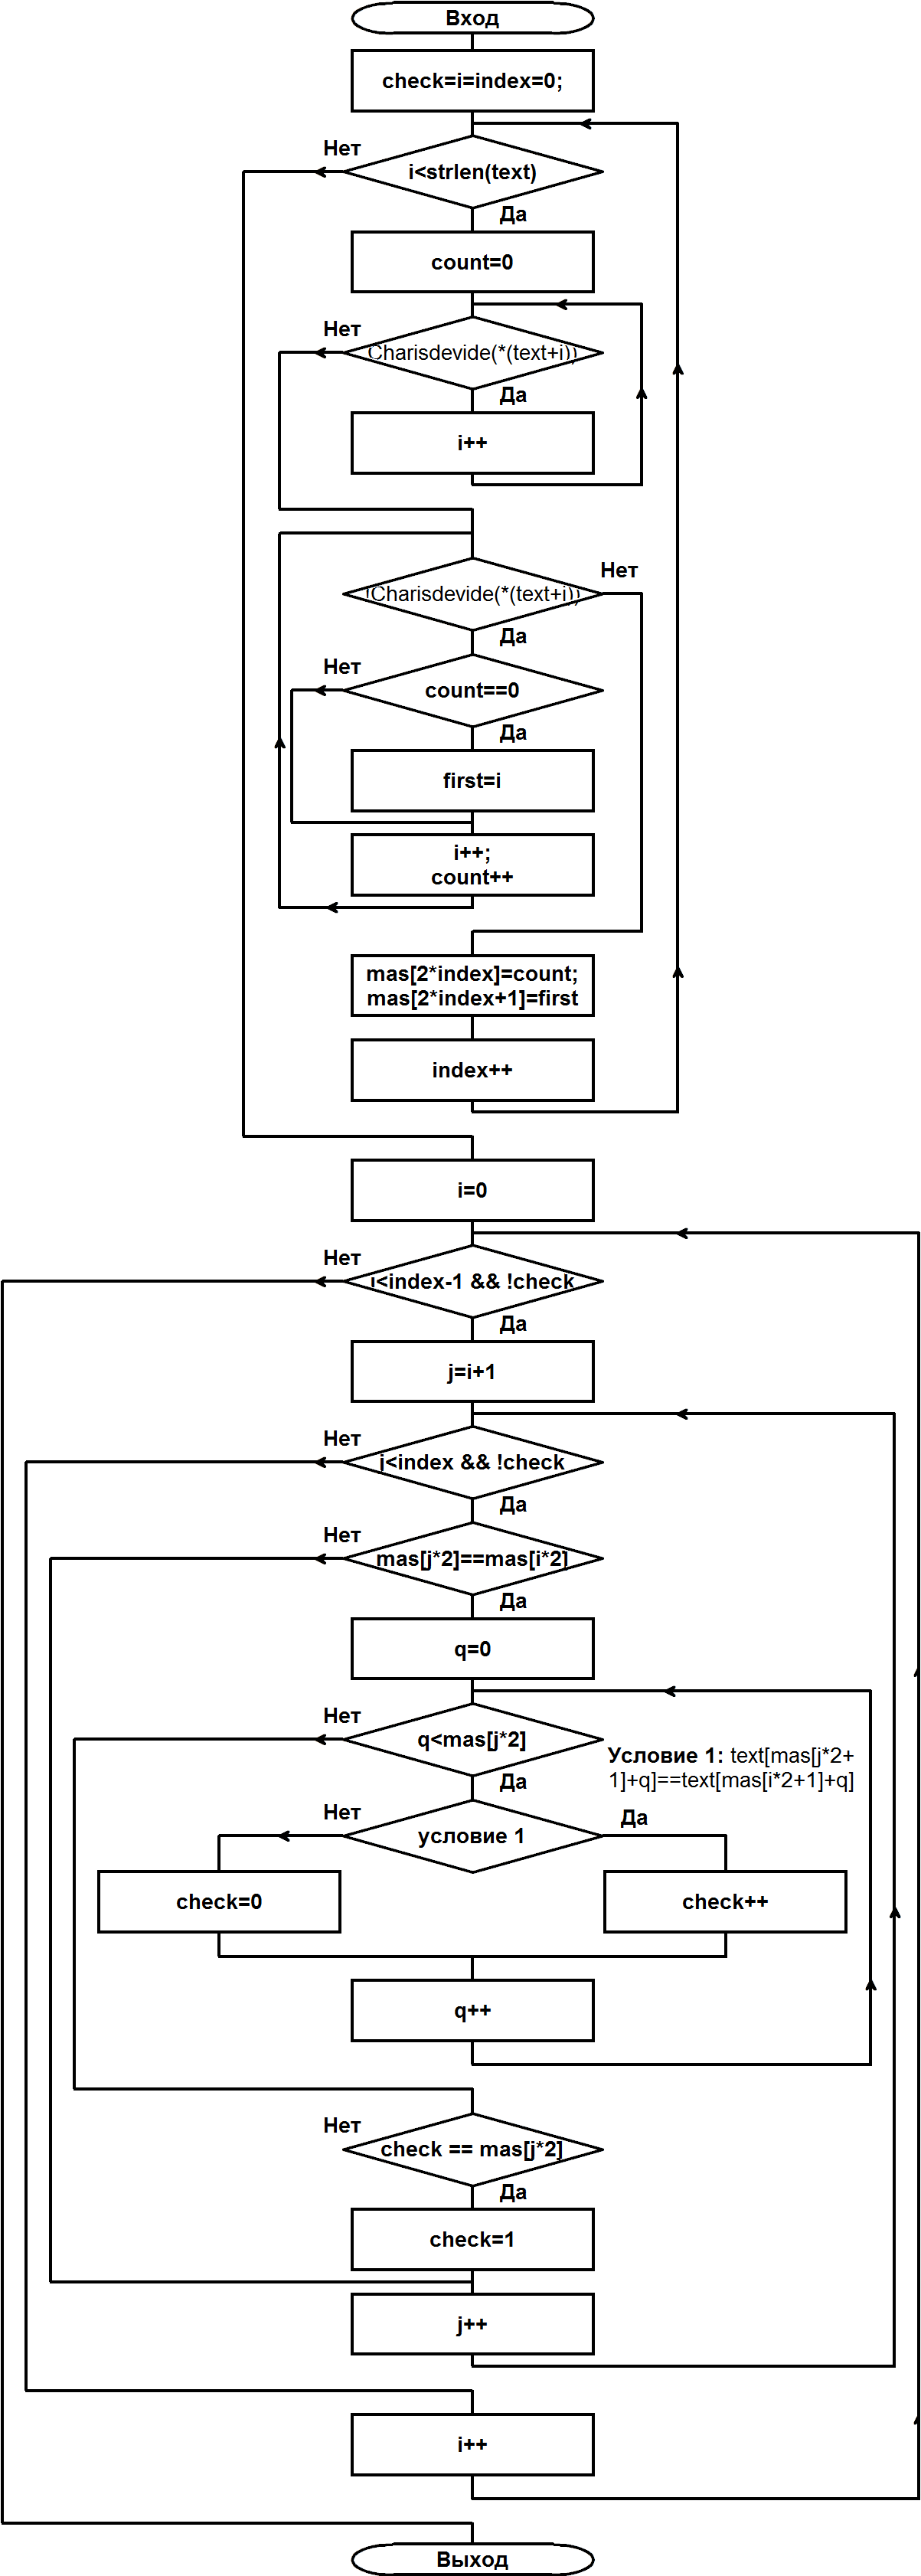 Вход
check=i=index=0;
Нет
i<strlen(text)
Да
count=0
Нет
Charisdevide(*(text+i))
Да
i++
Нет
!Charisdevide(*(text+i))
Да
Нет
count==0
Да
first=i
i++;
count++
mas[2*index]=count;
mas[2*index+1]=first
index++
i=0
Нет
i<index-1 && !check
Да
j=i+1
Нет
j<index && !check
Да
Нет
mas[j*2]==mas[i*2]
Да
q=0
Нет
q<mas[j*2]
Условие 1: text[mas[j*2+
1]+q]==text[mas[i*2+1]+q]
Да
Нет
Да
условие 1
check=0
check++
q++
Нет
check == mas[j*2]
Да
check=1
j++
i++
Выход